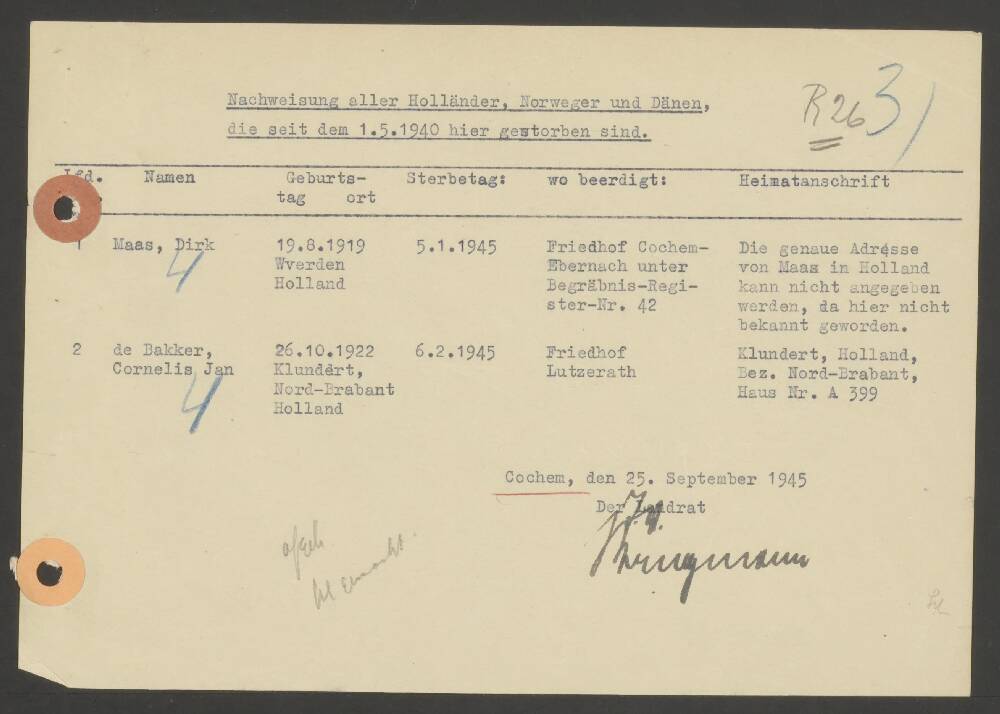 Nachweisung aller Holländer, Norweger und Dänen,
die seit dem 1.5.1940 hier gestorben sind.
R26 3/
Lfd. Namen Geburts- Sterbetag: wo beerdigt: Heimatanschrift
tag ort
1 Maas, Dirk 19.8.1919 5.1.1945 Friedhof Cochem- Die genaue Adresse
4 Wverden Ebernach unter von Maas in Holland
Holland Begräbnis-Regi- kann nicht angegeben
ster-Nr. 42 werden, da hier nicht
bekannt geworden.
2 de Bakker, 26.10.1922 6.2.1945 Friedhof Klundert, Holland,
Cornelis Jan Klundert, Lutzerath Bez. Nord-Brabant,
4 Nord-Brabant Haus Nr. A 399
Holland
Cochem, den 25. September 1945
Der Landrat
J.V.